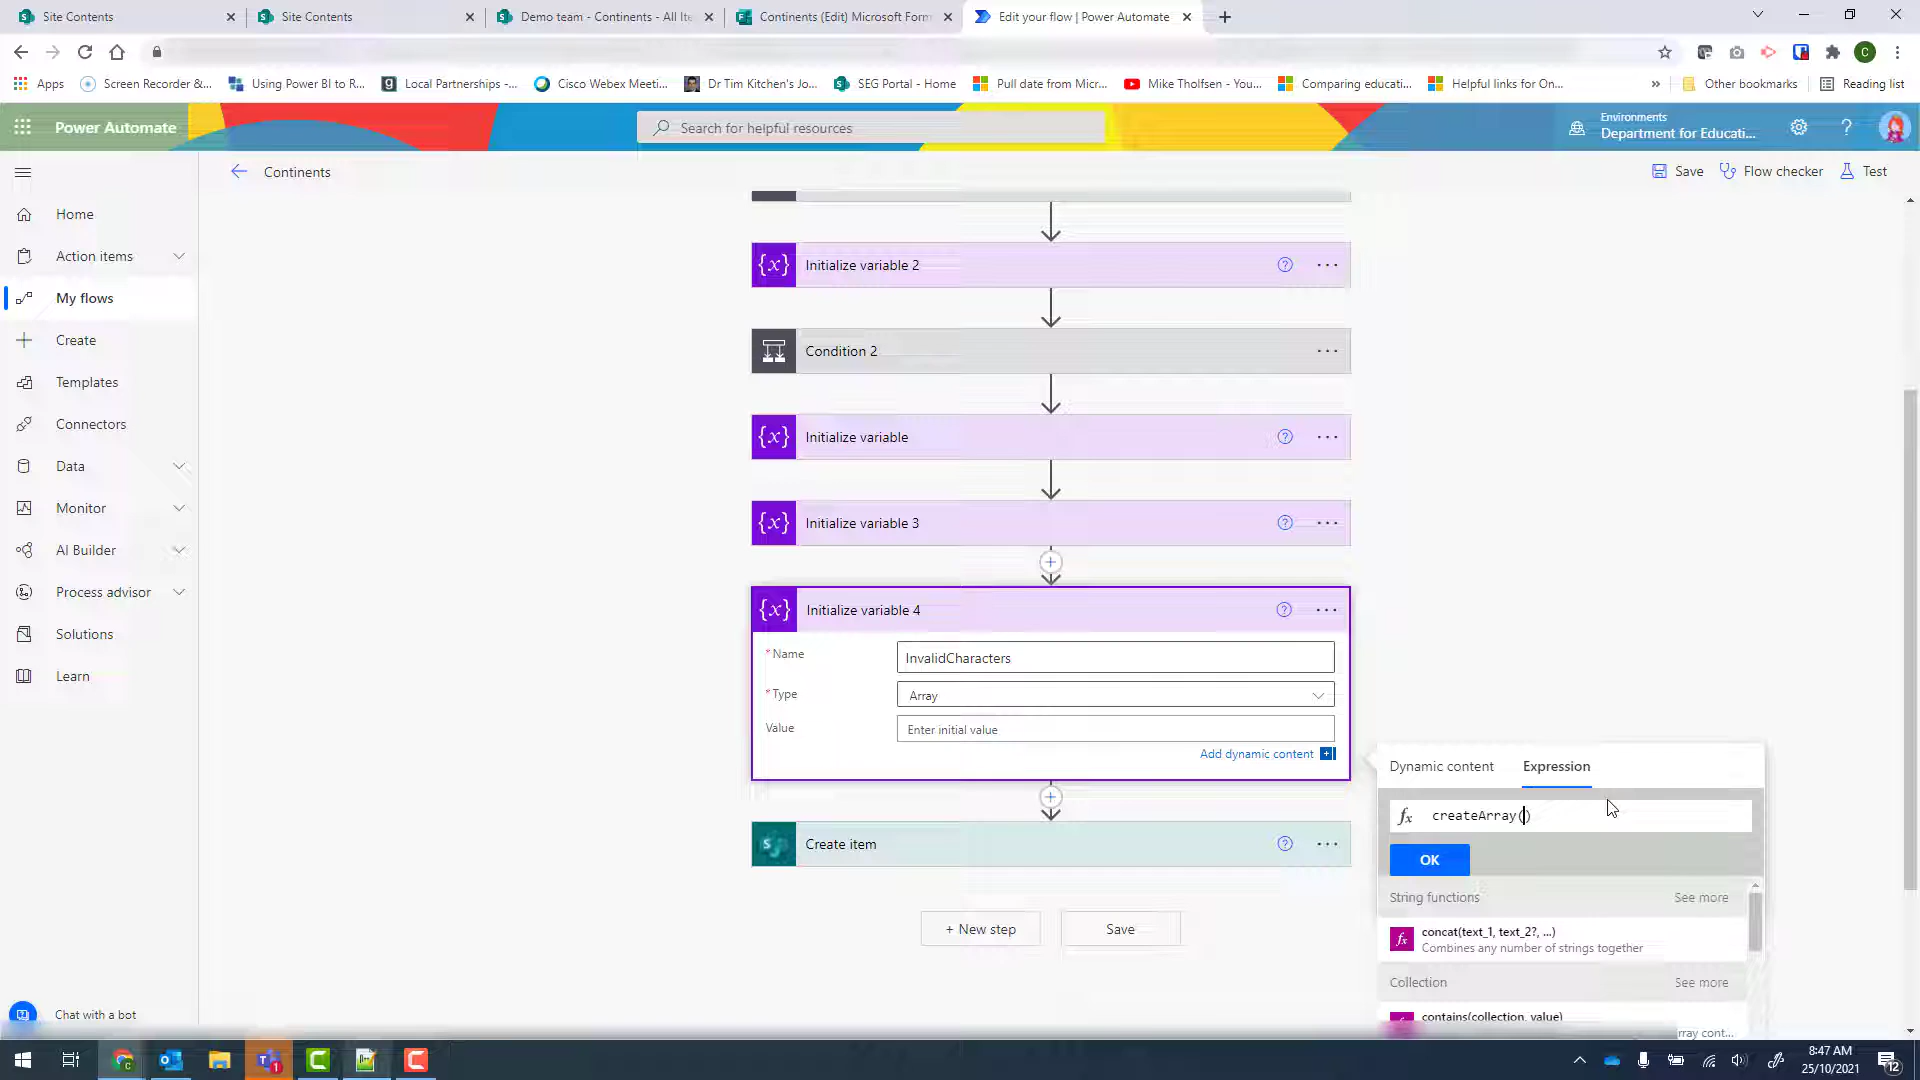 Site Contents
Site Contents
Demo team - Continents - All Ite
Continents (Edit) Microsoft Form
Edit your flow | Power Automate
Apps
Screen Recorder &...
Using Power BI to R...
Local Partnerships -...
Cisco Webex Meeti...
Dr Tim Kitchen's Jo...
SEG Portal - Home
Pull date from Micr...
Mike Tholfsen - You...
Comparing educati...
Helpful links for On...
»
Other bookmarks
Reading list
Power Automate
Search for helpful resources
Environments
Department for Educati...
Continents
Save
Flow checker
Test
Home
Action items
My flows
Create
Templates
Connectors
Data
Monitor
AI Builder
Process advisor
Solutions
Learn
Chat with a bot
{x} Initialize variable 2
Condition 2
{x} Initialize variable
{x} Initialize variable 3
{x} Initialize variable 4
* Name
InvalidCharacters
* Type
Array
Value
Enter initial value
Add dynamic content
Create item
+ New step
Save
Dynamic content
Expression
fx createArray()
OK
String functions
See more
fx concat(text_1, text_2?, ...)
Combines any number of strings together
Collection
See more
contains(collection, value)
rray cont...
8:47 AM
25/10/2021
12